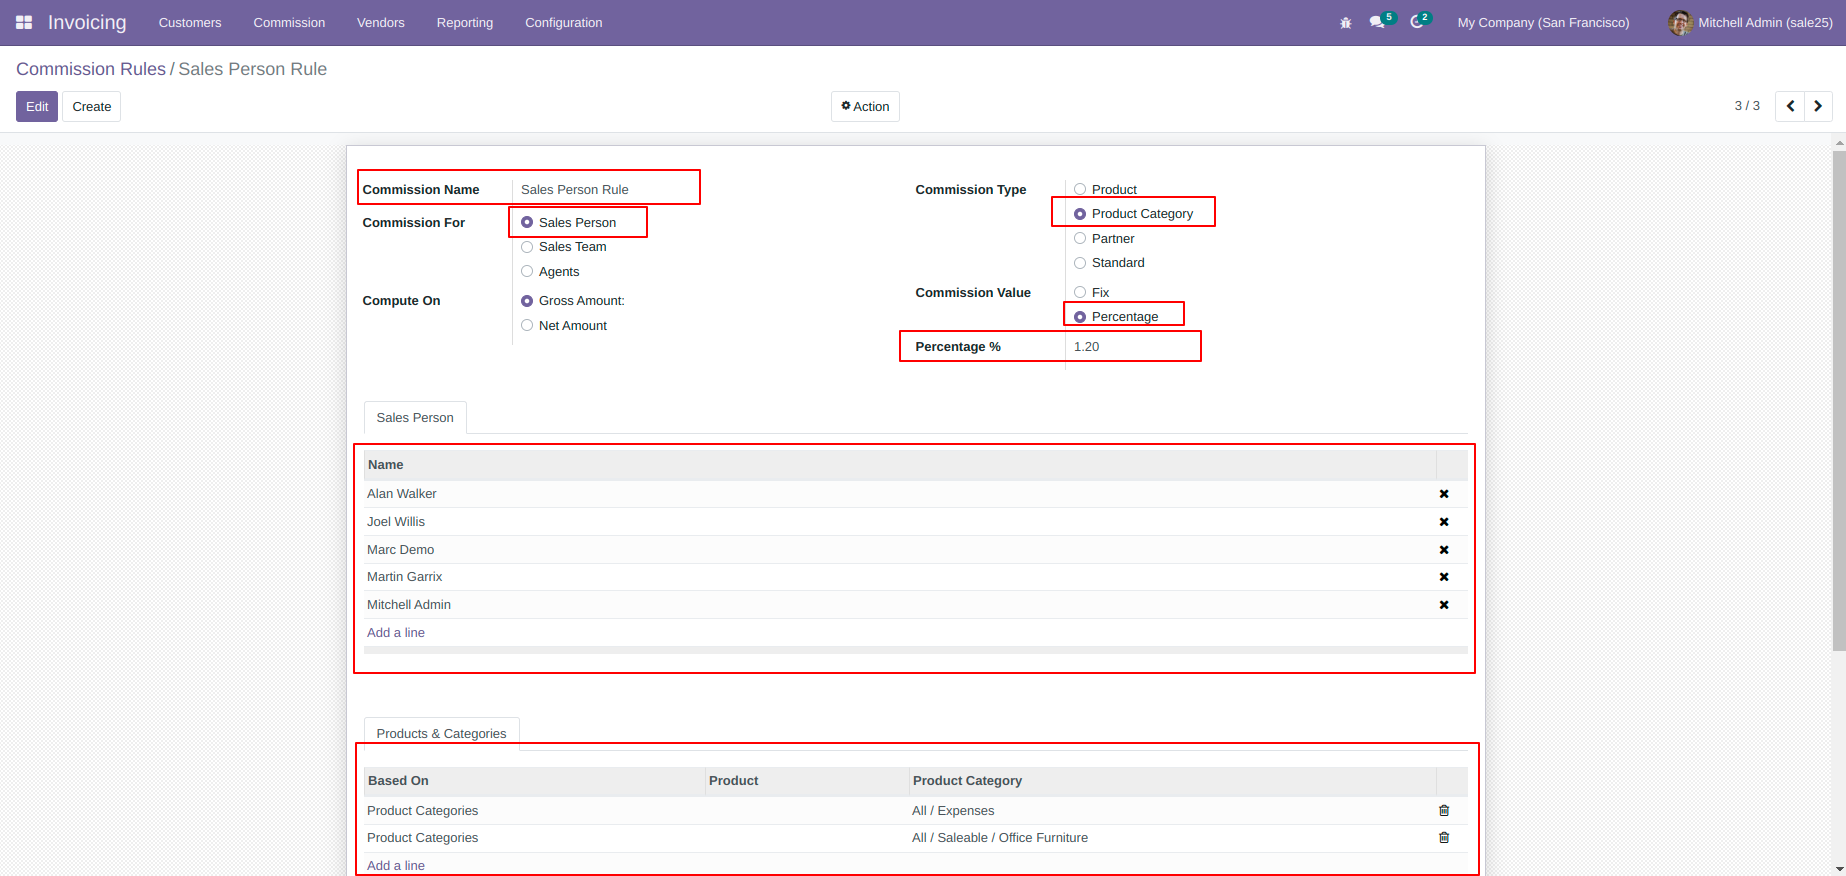 Invoicing Customers Commission Vendors Reporting Configuration 5 2 My Company (San Francisco) Mitchell Admin (sale25)
Commission Rules / Sales Person Rule
Edit Create Action 3 / 3
Commission Name Sales Person Rule
Commission For Sales Person
Sales Team
Agents
Compute On Gross Amount:
Net Amount
Commission Type Product
Product Category
Partner
Standard
Commission Value Fix
Percentage
Percentage % 1.20
Sales Person
Name
Alan Walker
Joel Willis
Marc Demo
Martin Garrix
Mitchell Admin
Add a line
Products & Categories
Based On Product Product Category
Product Categories All / Expenses
Product Categories All / Saleable / Office Furniture
Add a line